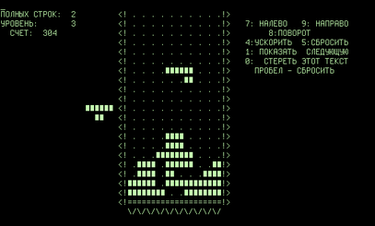 ПОЛНЫХ СТРОК: 2
УРОВЕНЬ: 3
СЧЕТ: 304
7: НАЛЕВО 9: НАПРАВО
8:ПОВОРОТ
4:УСКОРИТЬ 5:СБРОСИТЬ
1: ПОКАЗАТЬ СЛЕДУЮЩУЮ
0: СТЕРЕТЬ ЭТОТ ТЕКСТ
ПРОБЕЛ - СБРОСИТЬ